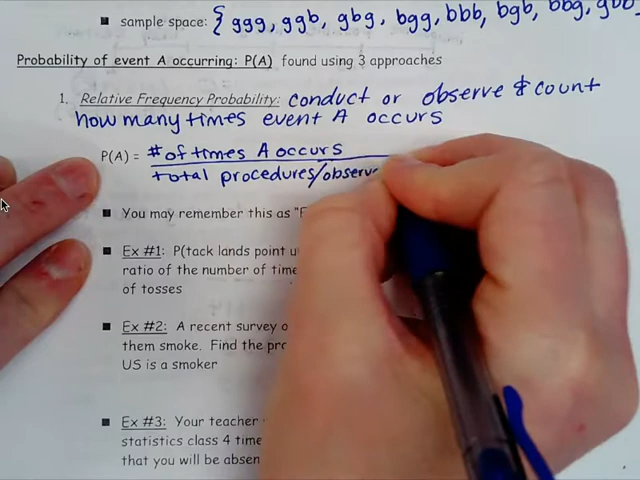 sample space: { ggg, ggb, gbg, bgg, bbb, bgb, bbg, gbb
Probability of event A occurring: P(A) found using 3 approaches
1. Relative Frequency Probability: conduct or observe & count
how many times event A occurs
P(A) = # of times A occurs
total procedures/observ
You may remember this as
Ex #1: P(tack lands point u
ratio of the number of time
of tosses
Ex #2: A recent survey o
them smoke. Find the pro
US is a smoker
Ex #3: Your teacher
statistics class 4 time
that you will be absen